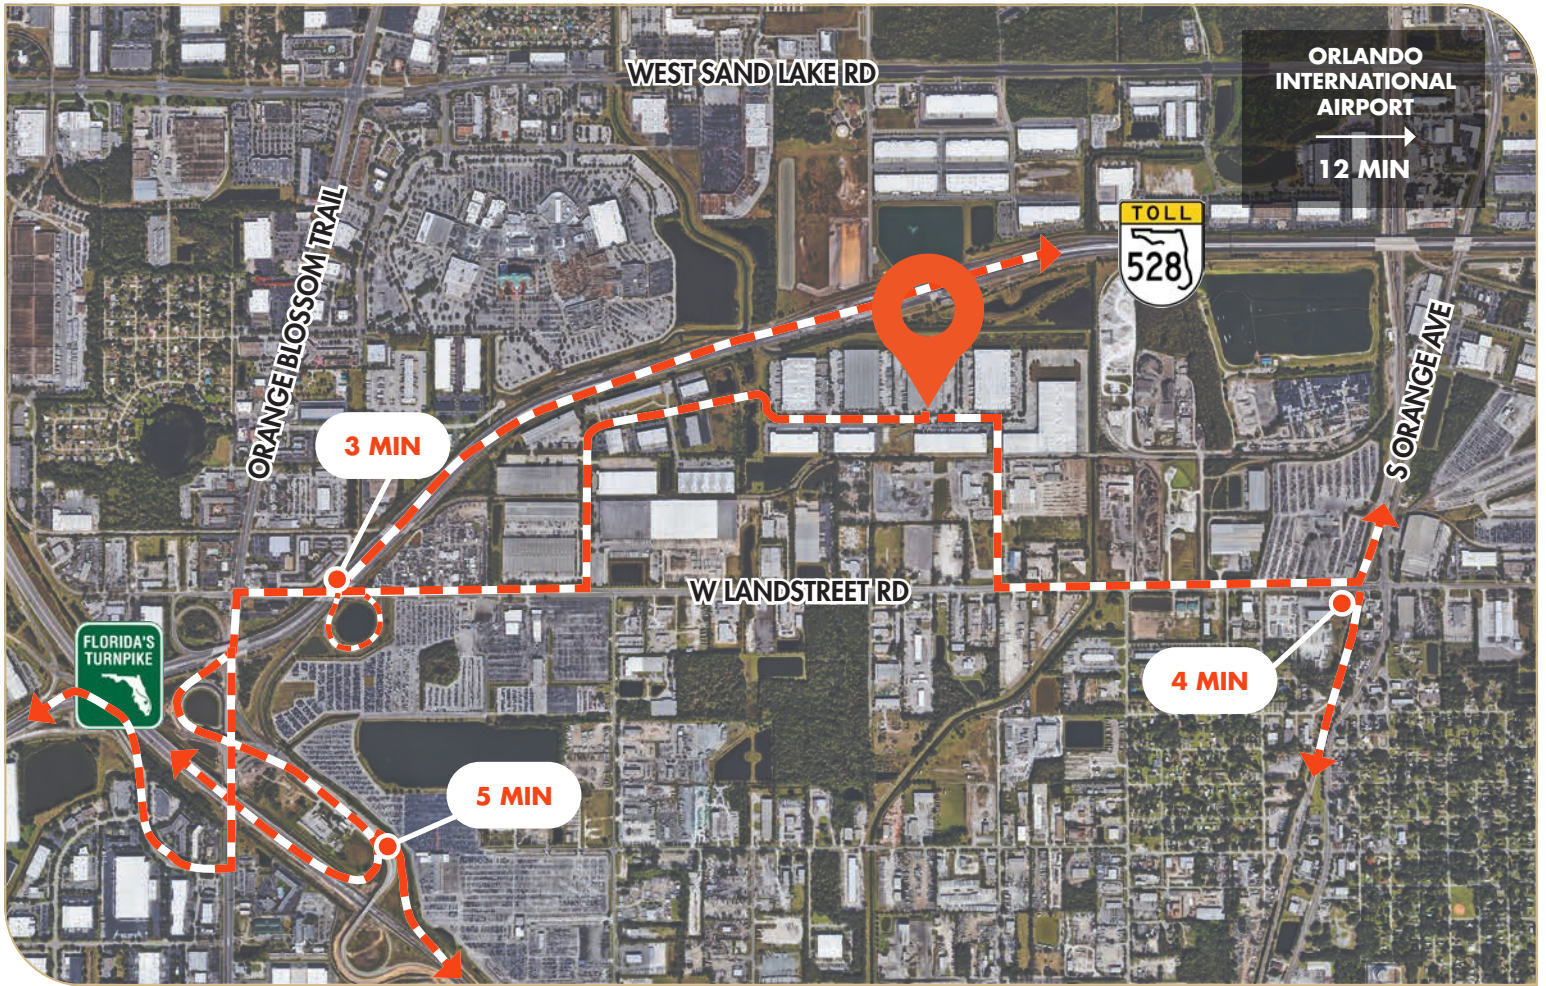 WEST SAND LAKE RD
ORLANDO
INTERNATIONAL
AIRPORT
12 MIN
TOLL
528
ORANGE BLOSSOM TRAIL
S ORANGE AVE
3 MIN
W LANDSTREET RD
FLORIDA'S
TURNPIKE
4 MIN
5 MIN